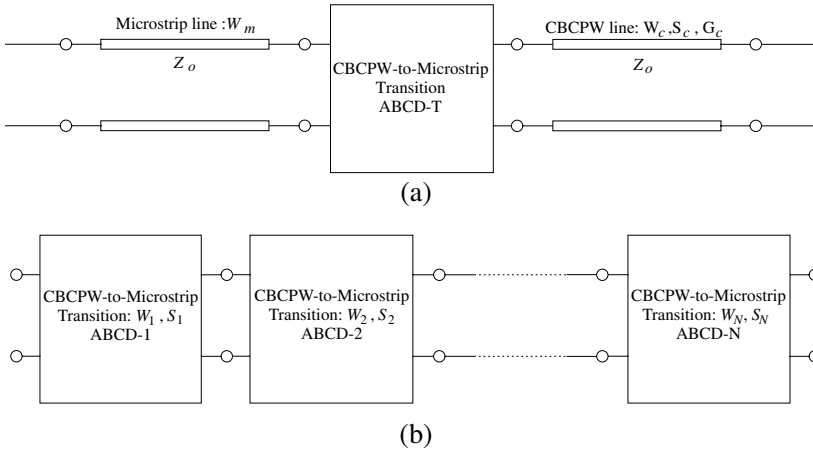 Microstrip line :W_m
Z_o
CBCPW-to-Microstrip
Transition
ABCD-T
CBCPW line: W_c ,S_c , G_c
Z_o
(a)
CBCPW-to-Microstrip
Transition: W_1 , S_1
ABCD-1
CBCPW-to-Microstrip
Transition: W_2 , S_2
ABCD-2
CBCPW-to-Microstrip
Transition: W_N, S_N
ABCD-N
(b)